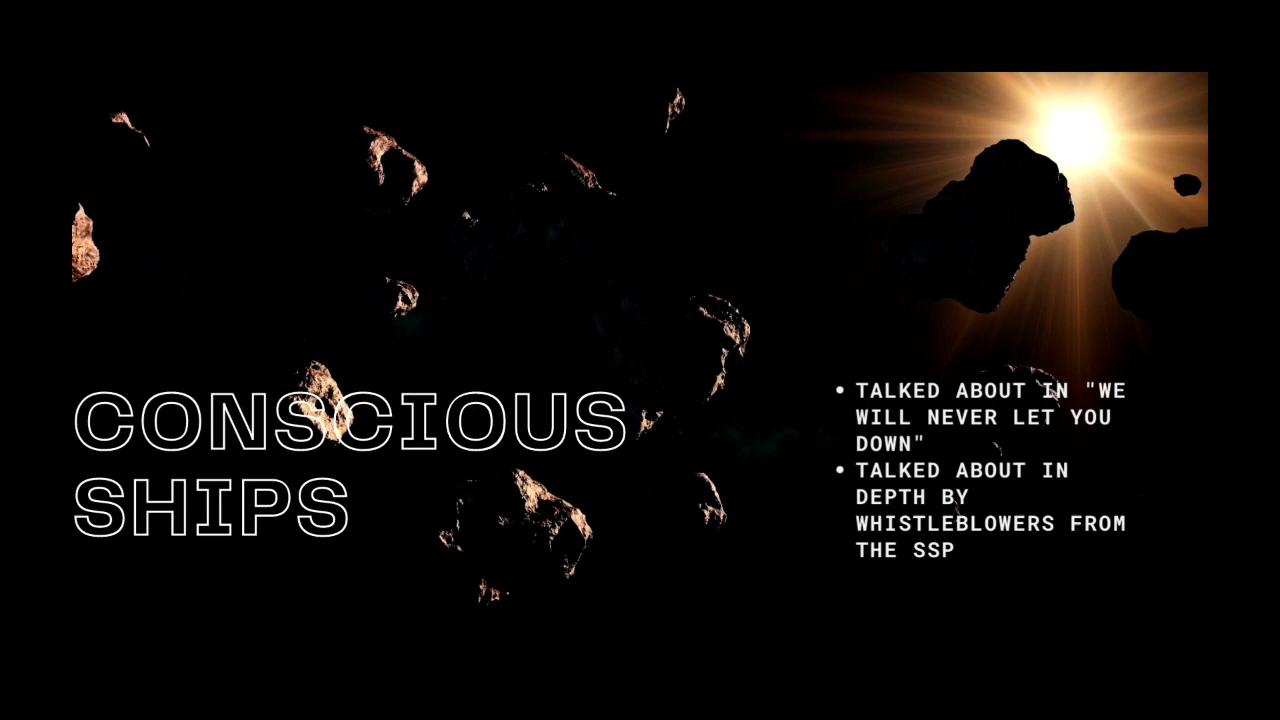 CONSCIOUS
SHIPS
• TALKED ABOUT IN "WE
WILL NEVER LET YOU
DOWN"
• TALKED ABOUT IN
DEPTH BY
WHISTLEBLOWERS FROM
THE SSP